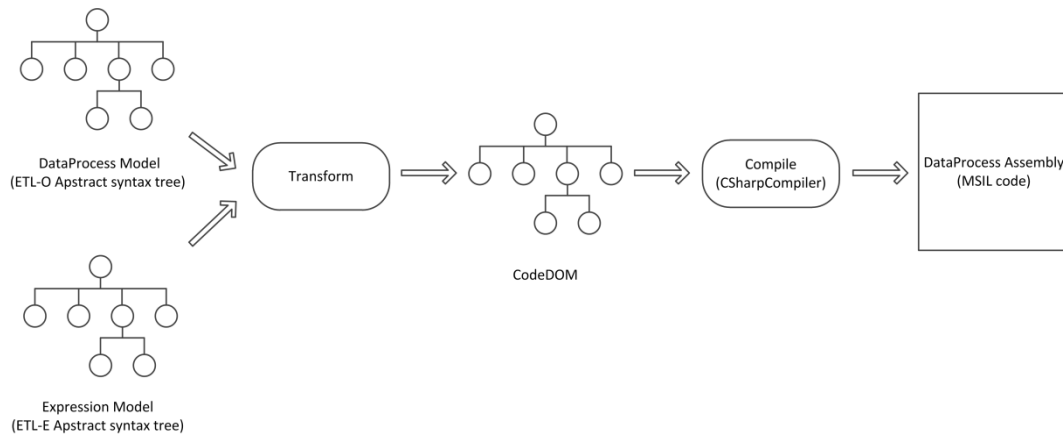 DataProcess Model
(ETL-O Apstract syntax tree)
Transform
CodeDOM
Compile
(CSharpCompiler)
DataProcess Assembly
(MSIL code)
Expression Model
(ETL-E Apstract syntax tree)